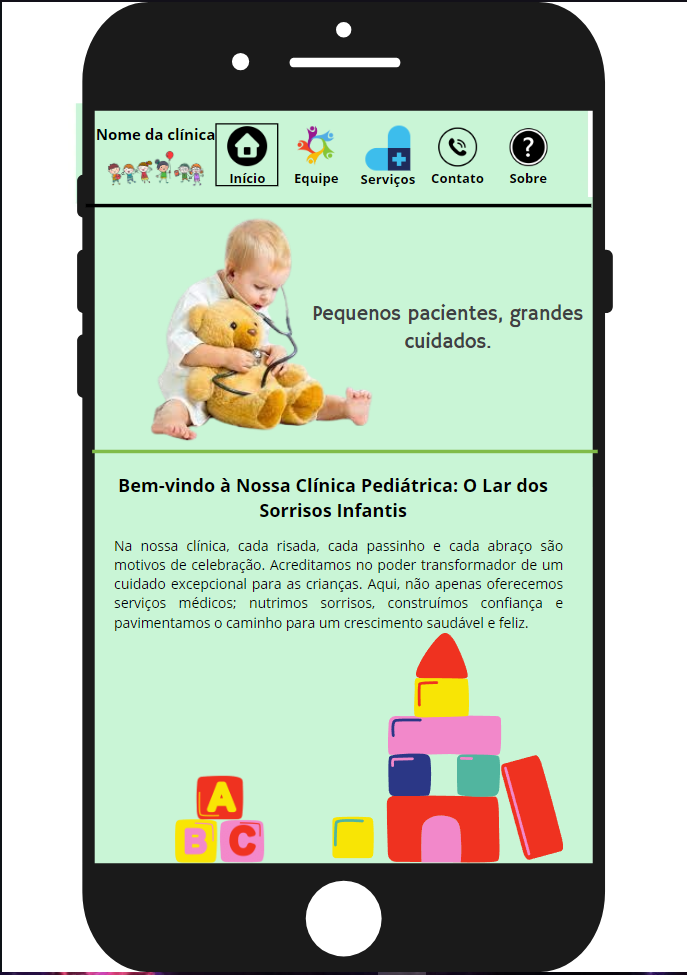 Nome da clínica
Início Equipe Serviços Contato Sobre
Pequenos pacientes, grandes
cuidados.
Bem-vindo à Nossa Clínica Pediátrica: O Lar dos
Sorrisos Infantis
Na nossa clínica, cada risada, cada passinho e cada abraço são
motivos de celebração. Acreditamos no poder transformador de um
cuidado excepcional para as crianças. Aqui, não apenas oferecemos
serviços médicos; nutrimos sorrisos, construímos confiança e
pavimentamos o caminho para um crescimento saudável e feliz.
A
B C